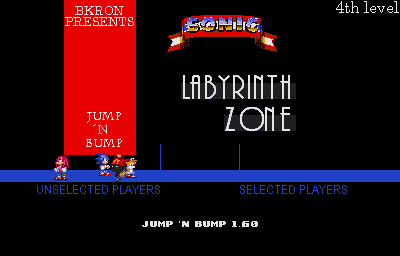 BKRON
PRESENTS
4th level
SONIC
LABYRINTH
ZONE
JUMP
´N
BUMP
UNSELECTED PLAYERS
SELECTED PLAYERS
JUMP 'N BUMP 1.60